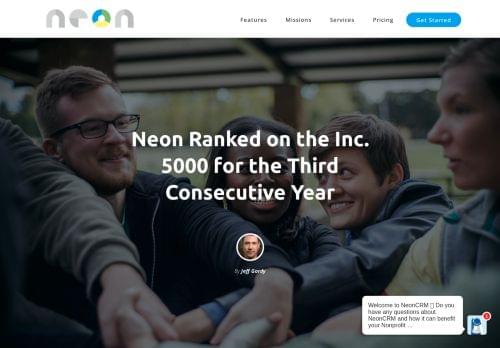 neon
Features Missions Services Pricing Get Started
Neon Ranked on the Inc.
5000 for the Third
Consecutive Year
By Jeff Gordy
Welcome to NeonCRM ▯ Do you
have any questions about
NeonCRM and how it can benefit
your Nonprofit ...
1